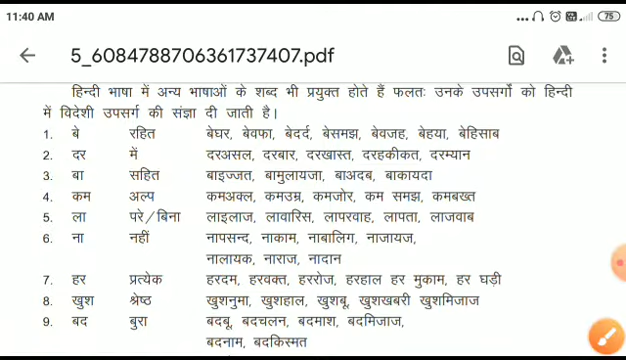 11:40 AM ... 75
5_6084788706361737407.pdf
हिन्दी भाषा में अन्य भाषाओं के शब्द भी प्रयुक्त होते हैं फलतः उनके उपसर्गों को हिन्दी
में विदेशी उपसर्ग की संज्ञा दी जाती है।
1. बे रहित बेघर, बेवफा, बेदर्द, बेसमझ, बेवजह, बेहया, बेहिसाब
2. दर में दरअसल, दरबार, दरखास्त, दरहकीकत, दरम्यान
3. बा सहित बाइज्जत, बामुलायजा, बाअदब, बाकायदा
4. कम अल्प कमअक्ल, कमउम्र, कमजोर, कम समझ, कमबख्त
5. ला परे/बिना लाइलाज, लावारिस, लापरवाह, लापता, लाजवाब
6. ना नहीं नापसन्द, नाकाम, नाबालिग, नाजायज,
नालायक, नाराज, नादान
7. हर प्रत्येक हरदम, हरवक्त, हररोज, हरहाल हर मुकाम, हर घड़ी
8. खुश श्रेष्ठ खुशनुमा, खुशहाल, खुशबू, खुशखबरी खुशमिजाज
9. बद बुरा बदबू, बदचलन, बदमाश, बदमिजाज,
बदनाम, बदकिस्मत